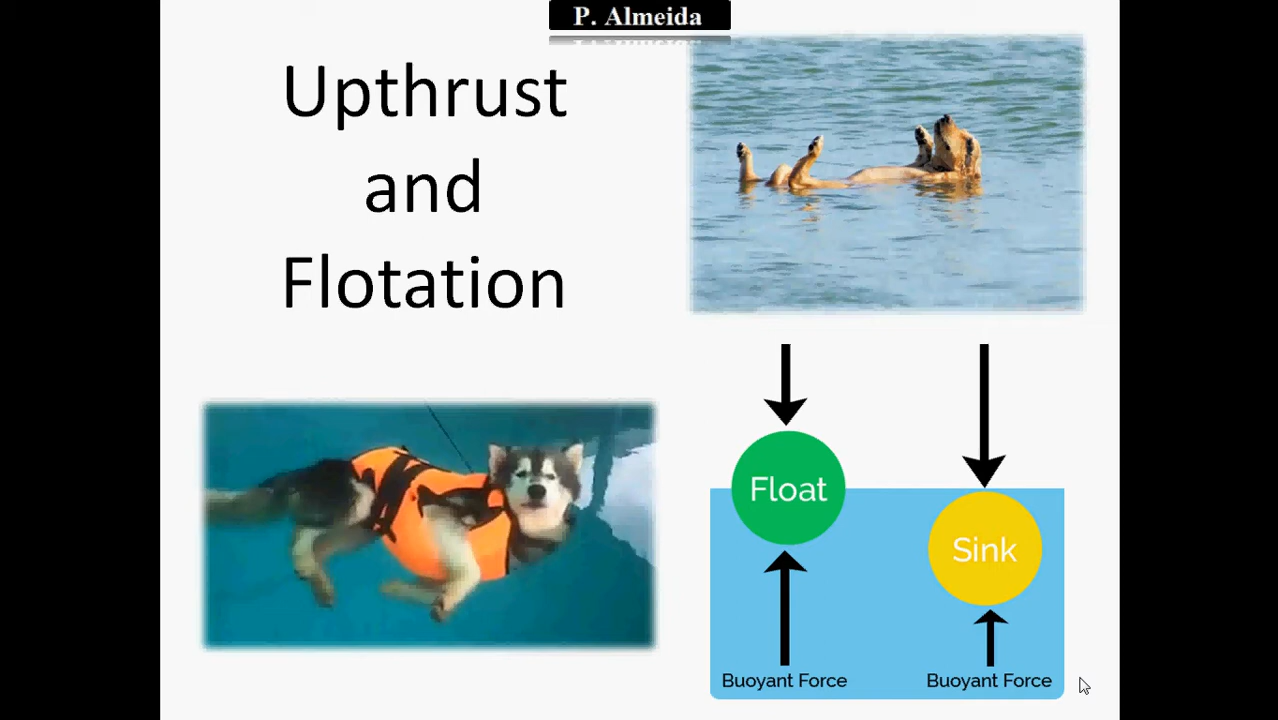 P. Almeida
Upthrust
and
Flotation
Float
Sink
Buoyant Force
Buoyant Force